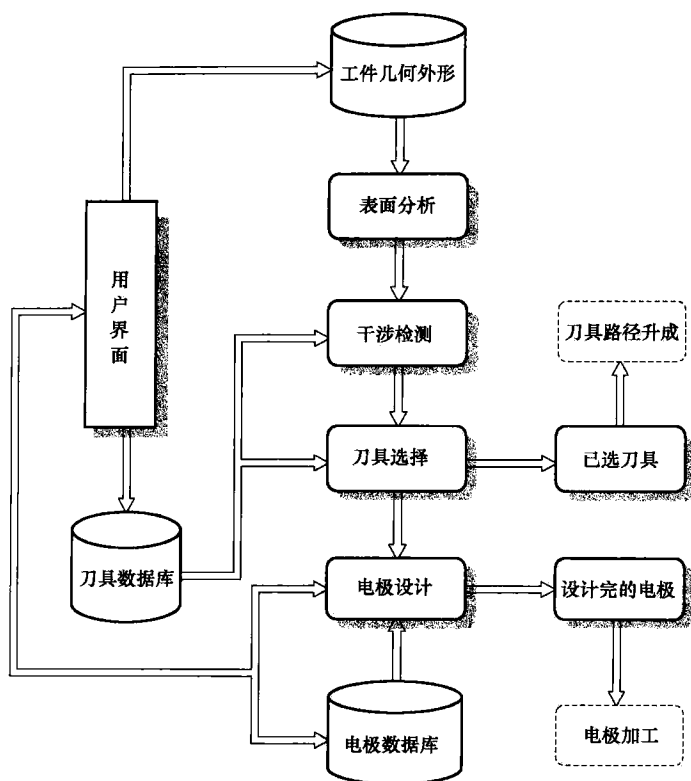 工件几何外形
表面分析
用户界面
干涉检测
刀具路径升成
刀具选择
已选刀具
刀具数据库
电极设计
设计完的电极
电极数据库
电极加工